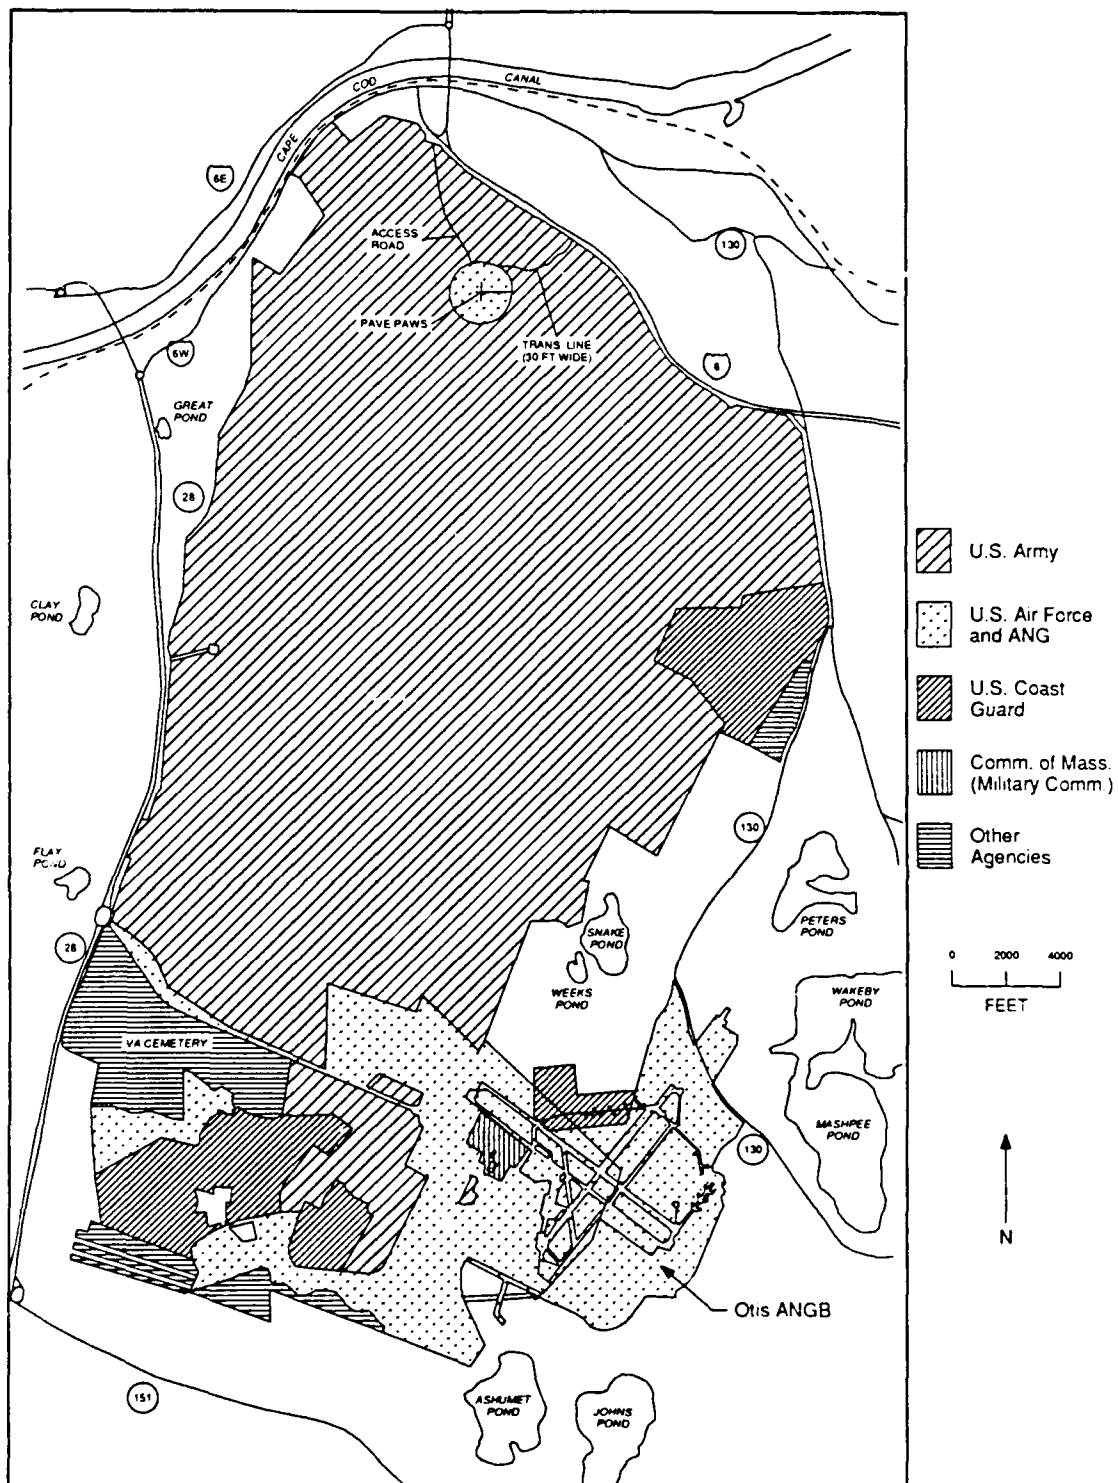 CAPE
COD
CANAL
6E
130
ACCESS
ROAD
PAVE PAWS
TRANS LINE
(30 FT WIDE)
6W
6
GREAT
POND
28
CLAY
POND
U.S. Army
U.S. Air Force
and ANG
U.S. Coast
Guard
Comm. of Mass.
(Military Comm.)
Other
Agencies
130
FLAY
POND
28
SNAKE
POND
WEEKS
POND
PETERS
POND
0 2000 4000
FEET
WAKEBY
POND
VA CEMETERY
MASHPEE
POND
130
N
Otis ANGB
151
ASHUMET
POND
JOHNS
POND